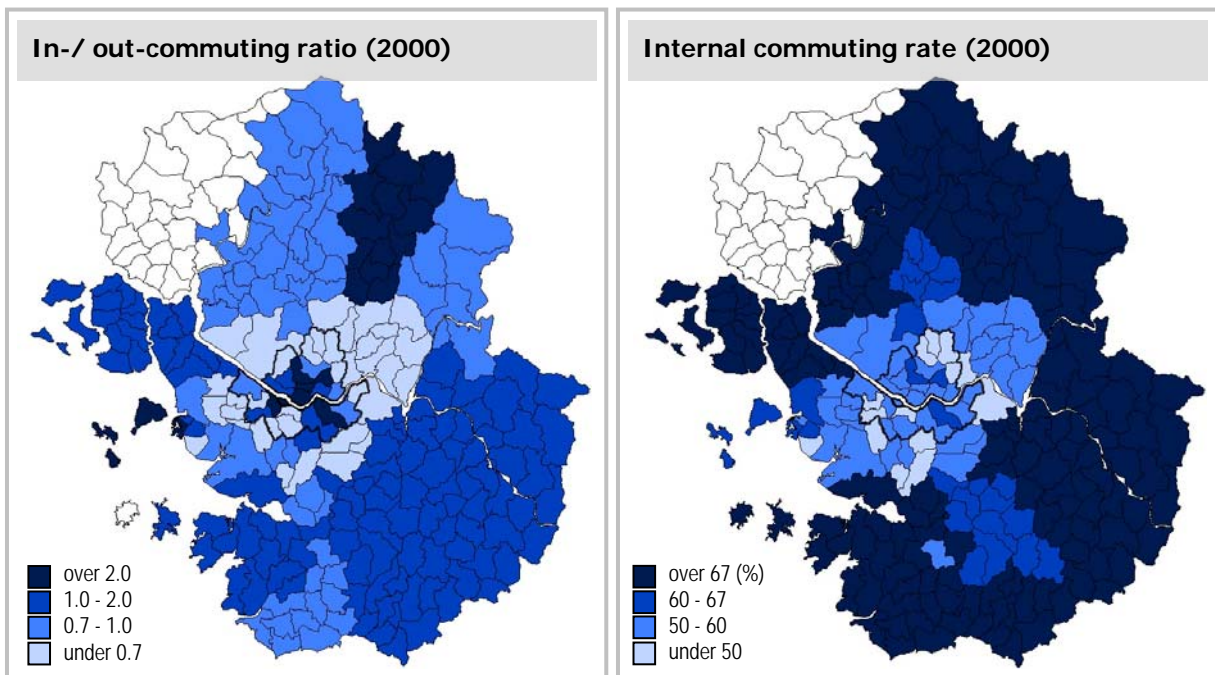 In-/ out-commuting ratio (2000)
over 2.0
1.0 - 2.0
0.7 - 1.0
under 0.7
Internal commuting rate (2000)
over 67 (%)
60 - 67
50 - 60
under 50